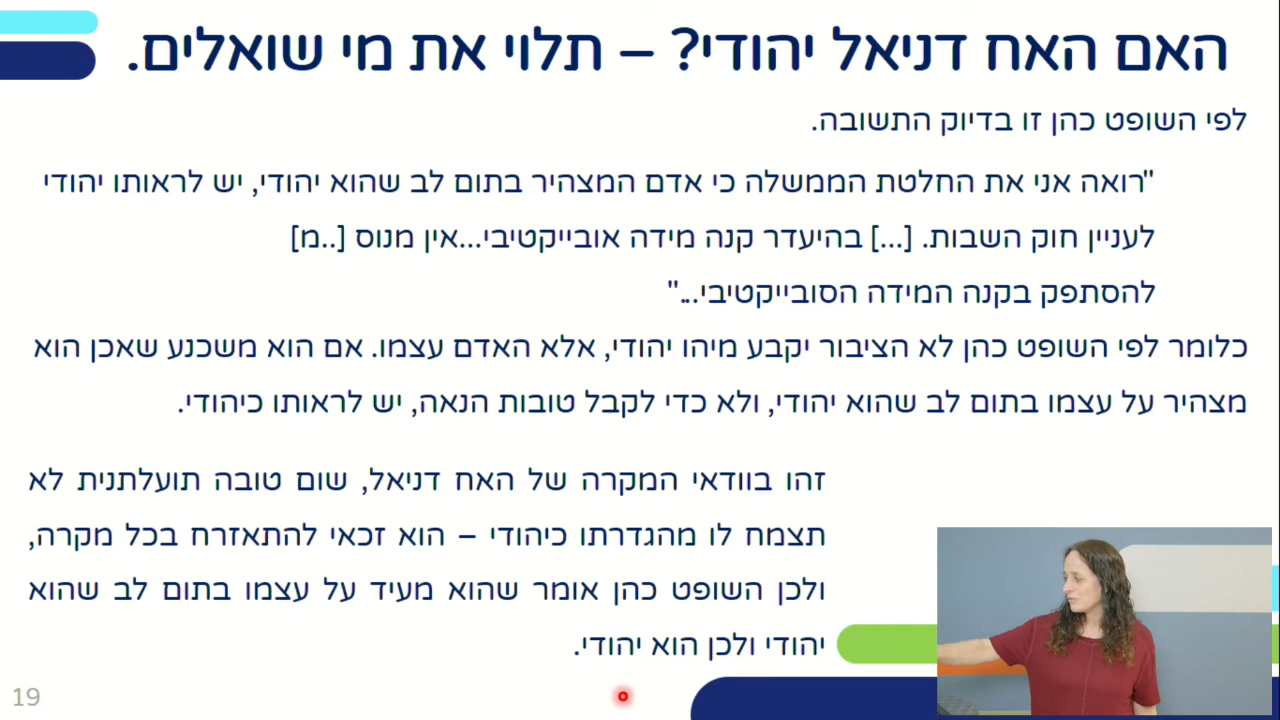 האם האח דניאל יהודי? – תלוי את מי שואלים.
לפי השופט כהן זו בדיוק התשובה.
"רואה אני את החלטת הממשלה כי אדם המצהיר בתום לב שהוא יהודי, יש לראותו יהודי
לעניין חוק השבות. [...] בהיעדר קנה מידה אובייקטיבי...אין מנוס [..מ]
להסתפק בקנה המידה הסובייקטיבי..."
כלומר לפי השופט כהן לא הציבור יקבע מיהו יהודי, אלא האדם עצמו. אם הוא משכנע שאכן הוא
מצהיר על עצמו בתום לב שהוא יהודי, ולא כדי לקבל טובות הנאה, יש לראותו כיהודי.
זהו בוודאי המקרה של האח דניאל, שום טובה תועלתנית לא
תצמח לו מהגדרתו כיהודי – הוא זכאי להתאזרח בכל מקרה,
ולכן השופט כהן אומר שהוא מעיד על עצמו בתום לב שהוא
יהודי ולכן הוא יהודי.
19